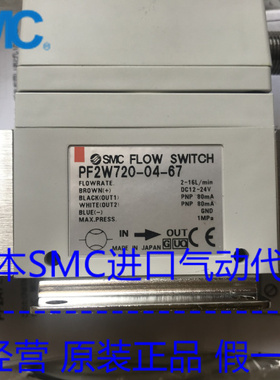 SMC
SMC FLOW SWITCH
PF2W720-04-67
FLOWRATE. 2-16L/min
BROWN(+) DC12~24V
BLACK(OUT1) PNP 80mA
WHITE(OUT2) PNP 80mA
BLUE(-) GND
MAX.PRESS. 1MPa
IN OUT
MADE IN JAPAN GUO
本SMC进口气动代
经营 原装正品 假一